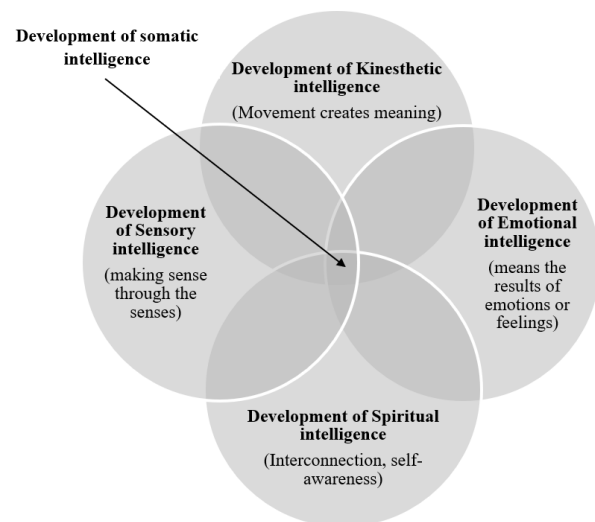 Development of somatic
intelligence
Development of Kinesthetic
intelligence
(Movement creates meaning)
Development
of Sensory
intelligence
(making sense
through the
senses)
Development
of Emotional
intelligence
(means the
results of
emotions or
feelings)
Development of Spiritual
intelligence
(Interconnection, self-
awareness)